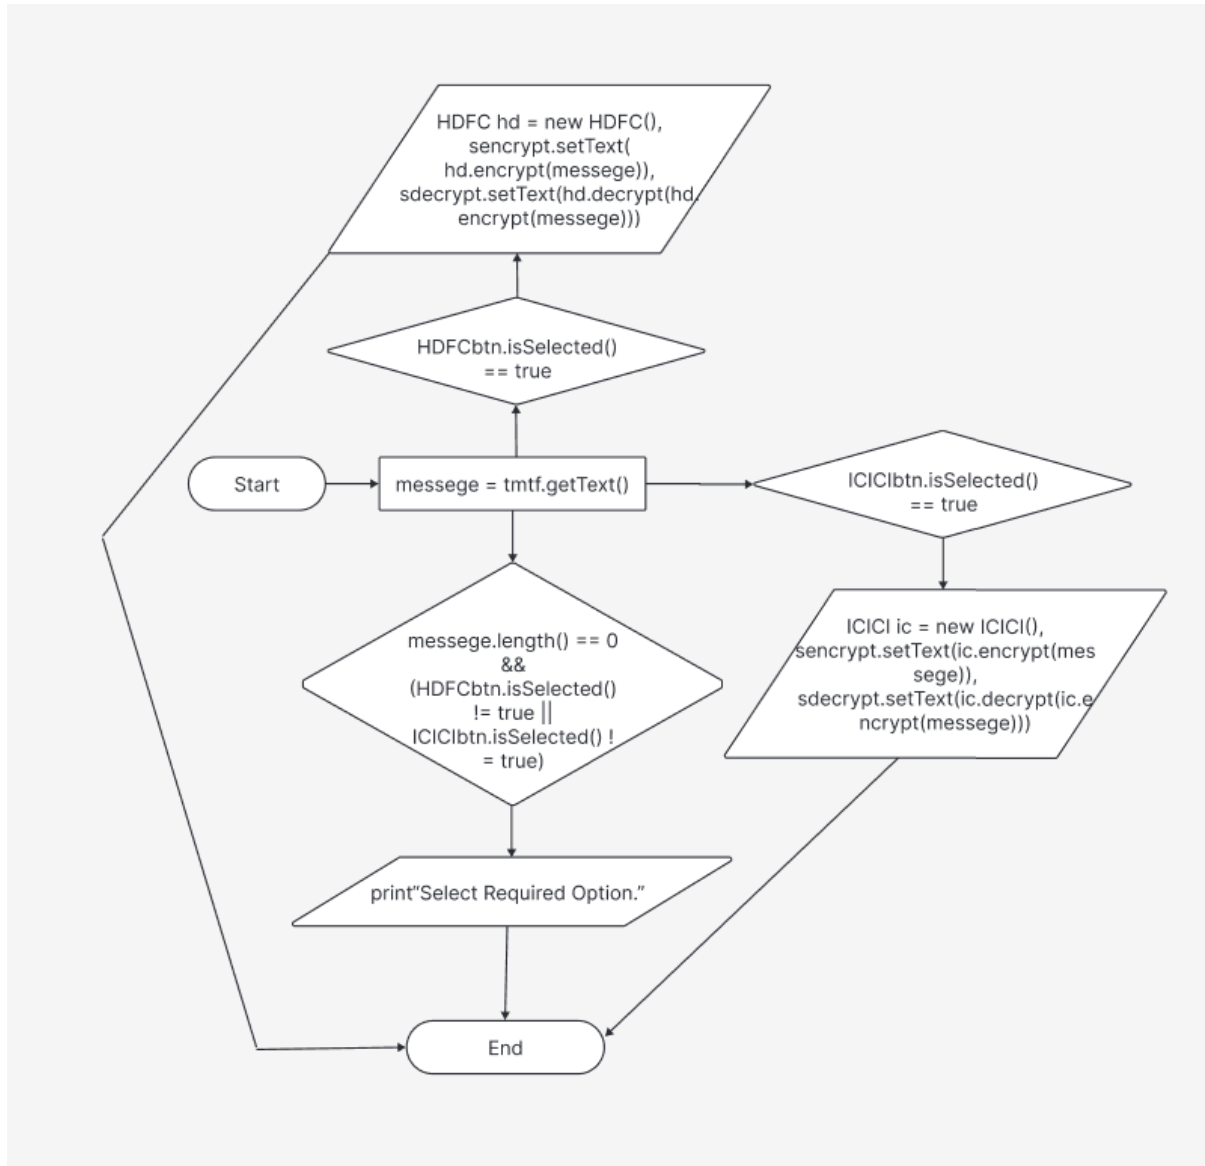 HDFC hd = new HDFC(),
sencrypt.setText(
hd.encrypt(messege)),
sdecrypt.setText(hd.decrypt(hd.
encrypt(messege)))
HDFCbtn.isSelected()
== true
Start
messege = tmtf.getText()
ICICIbtn.isSelected()
== true
messege.length() == 0
&&
(HDFCbtn.isSelected()
!= true ||
ICICIbtn.isSelected() !
= true)
ICICI ic = new ICICI(),
sencrypt.setText(ic.encrypt(mes
sege)),
sdecrypt.setText(ic.decrypt(ic.e
ncrypt(messege)))
print"Select Required Option."
End